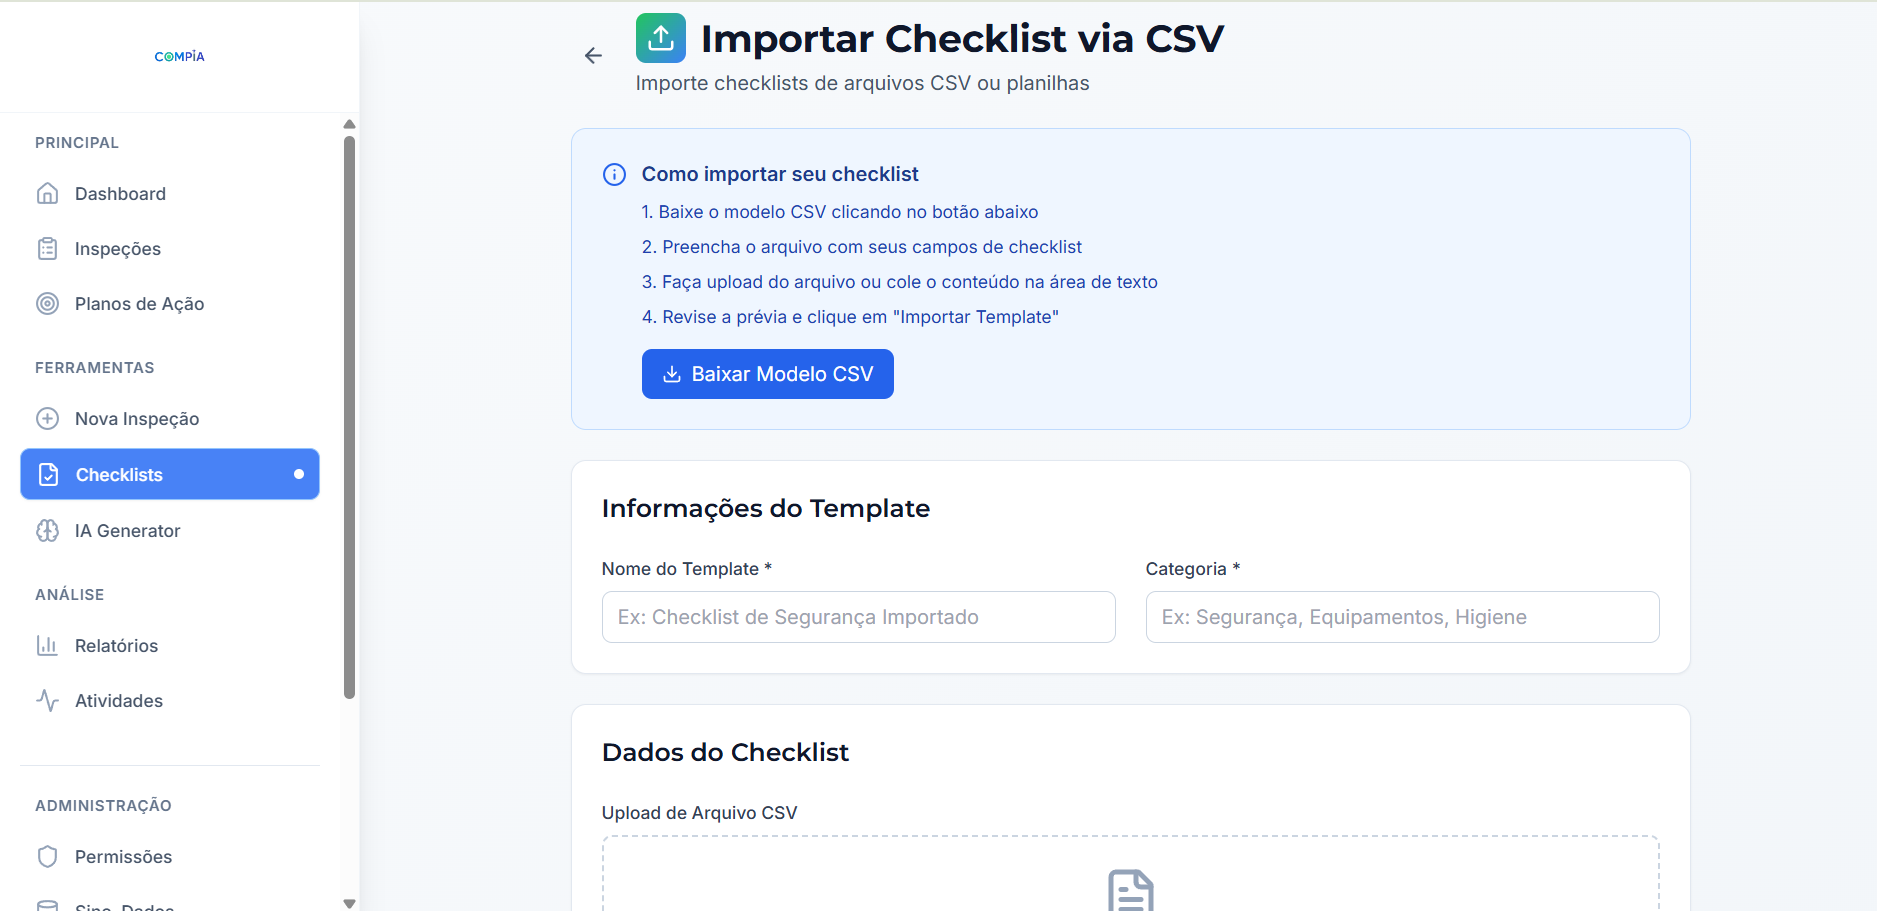 COMPiA
PRINCIPAL
Dashboard
Inspeções
Planos de Ação
FERRAMENTAS
Nova Inspeção
Checklists
IA Generator
ANÁLISE
Relatórios
Atividades
ADMINISTRAÇÃO
Permissões
Importar Checklist via CSV
Importe checklists de arquivos CSV ou planilhas
Como importar seu checklist
1. Baixe o modelo CSV clicando no botão abaixo
2. Preencha o arquivo com seus campos de checklist
3. Faça upload do arquivo ou cole o conteúdo na área de texto
4. Revise a prévia e clique em "Importar Template"
Baixar Modelo CSV
Informações do Template
Nome do Template *
Ex: Checklist de Segurança Importado
Categoria *
Ex: Segurança, Equipamentos, Higiene
Dados do Checklist
Upload de Arquivo CSV